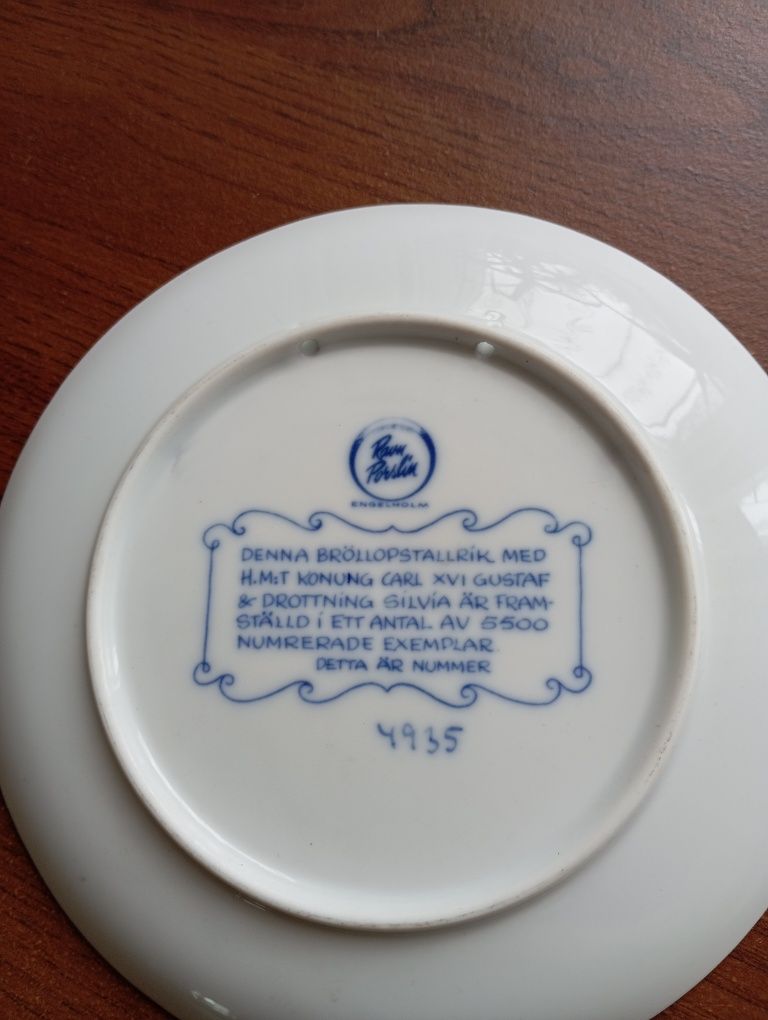 Ravn
Porslin
ENGELHOLM
DENNA BRÖLLOPSTALLRIK MED
H.M:T KONUNG CARL XVI GUSTAF
& DROTTNING SILVIA ÄR FRAM-
STÄLLD I ETT ANTAL AV 5500
NUMRERADE EXEMPLAR.
DETTA ÄR NUMMER
4935